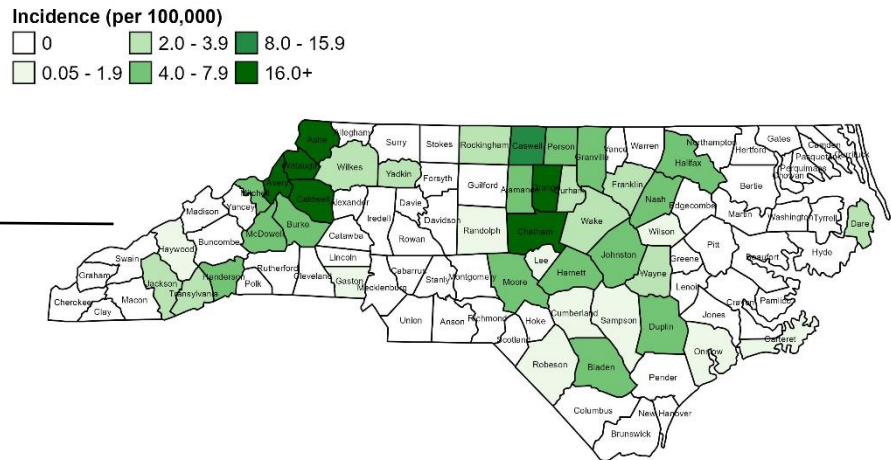 Incidence (per 100,000)
0 2.0 - 3.9 8.0 - 15.9
0.05 - 1.9 4.0 - 7.9 16.0+
Ashe Alleghany Surry Stokes Rockingham Caswell Person Vance Warren Northampton Gates Camden
Granville Hertford Pasquotank
Watauga Wilkes Yadkin Forsyth Guilford Alamance Orange Durham Franklin Halifax Bertie Perquimans
Avery Mitchell Caldwell Alexander Davie Nash Edgecombe Chowan
Madison Yancey Iredell Davidson Randolph Chatham Wake Martin Washington Tyrrell Dare
Buncombe McDowell Burke Catawba Rowan Wilson Pitt
Haywood Lincoln Lee Johnston Greene Beaufort Hyde
Swain Rutherford Cleveland Gaston Cabarrus Stanly Montgomery Moore Harnett Wayne Lenoir
Graham Jackson Henderson Polk Mecklenburg Craven Pamlico
Cherokee Macon Transylvania Cumberland Sampson Duplin Jones
Clay Union Anson Richmond Hoke Carteret
Scotland Onslow
Robeson Bladen Pender
Columbus New Hanover
Brunswick